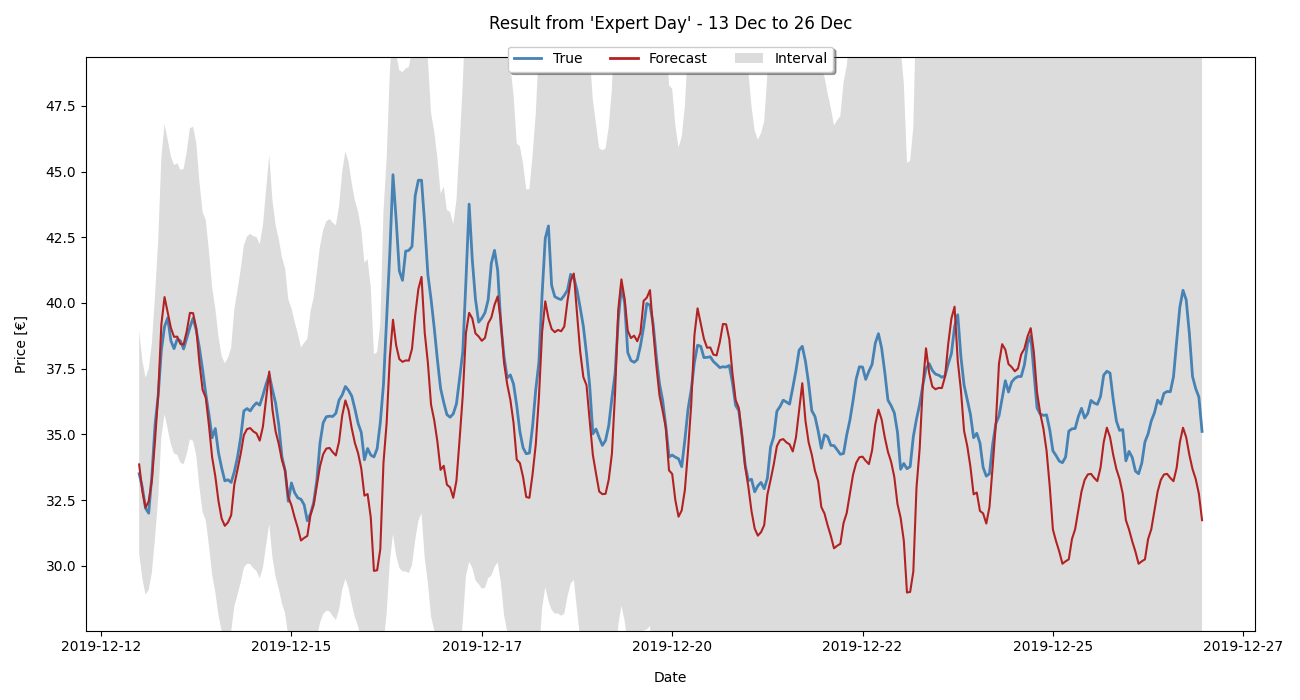 Result from 'Expert Day' - 13 Dec to 26 Dec
True Forecast Interval
47.5
45.0
42.5
40.0
37.5
35.0
32.5
30.0
Price [€]
2019-12-12 2019-12-15 2019-12-17 2019-12-20 2019-12-22 2019-12-25 2019-12-27
Date